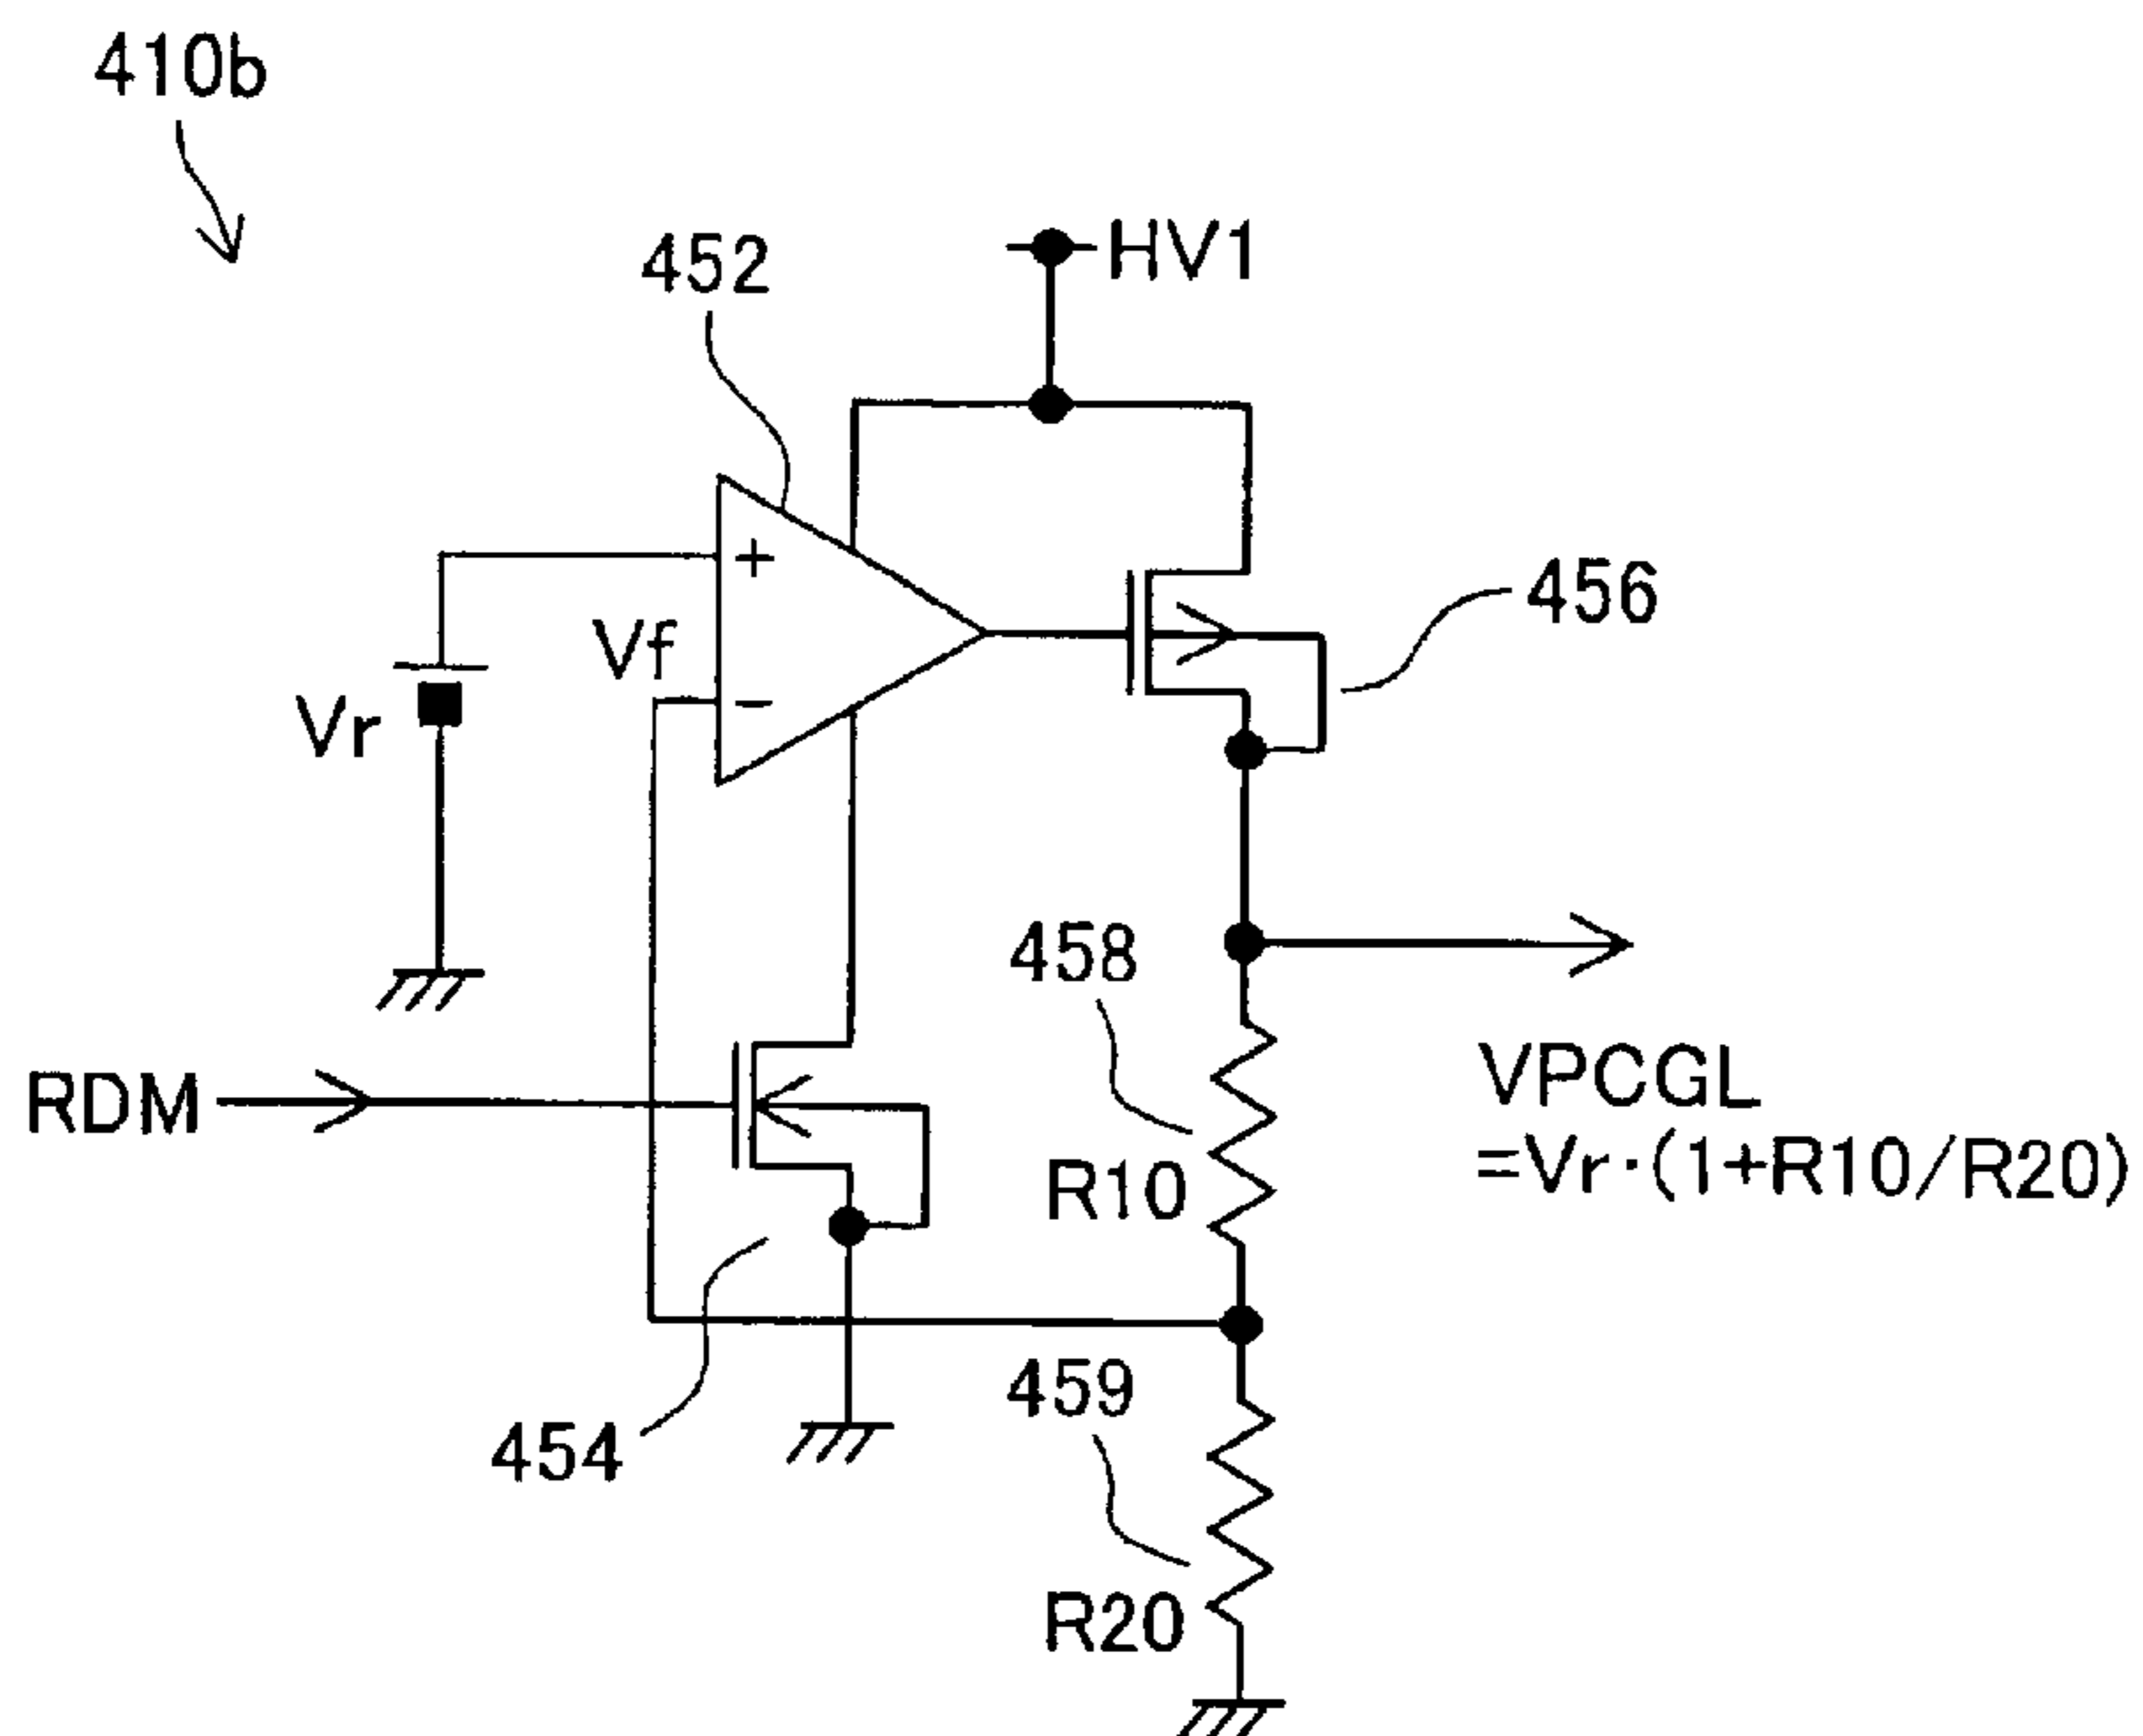 410b
452
HV1
+
Vf
−
456
Vr
458
RDM
R10
VPCGL
=Vr·(1+R10/R20)
454
459
R20